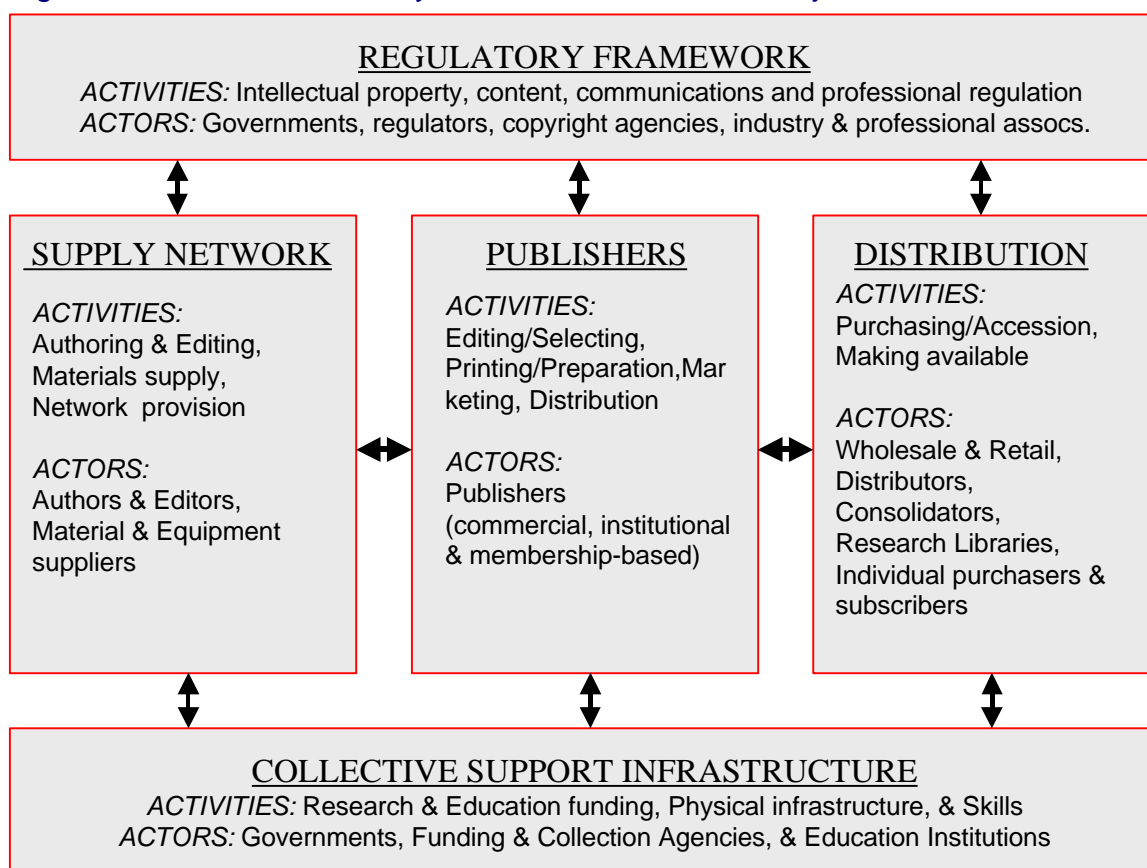 REGULATORY FRAMEWORK
ACTIVITIES: Intellectual property, content, communications and professional regulation
ACTORS: Governments, regulators, copyright agencies, industry & professional assocs.
SUPPLY NETWORK
ACTIVITIES:
Authoring & Editing,
Materials supply,
Network provision
ACTORS:
Authors & Editors,
Material & Equipment
suppliers
PUBLISHERS
ACTIVITIES:
Editing/Selecting,
Printing/Preparation,Mar
keting, Distribution
ACTORS:
Publishers
(commercial, institutional
& membership-based)
DISTRIBUTION
ACTIVITIES:
Purchasing/Accession,
Making available
ACTORS:
Wholesale & Retail,
Distributors,
Consolidators,
Research Libraries,
Individual purchasers &
subscribers
COLLECTIVE SUPPORT INFRASTRUCTURE
ACTIVITIES: Research & Education funding, Physical infrastructure, & Skills
ACTORS: Governments, Funding & Collection Agencies, & Education Institutions